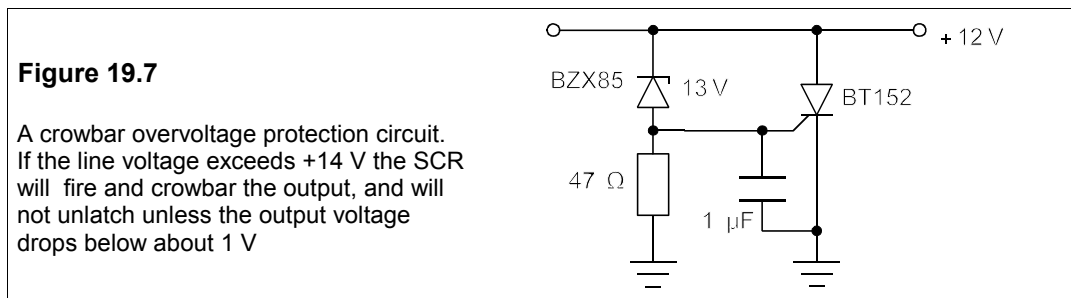 Figure 19.7
A crowbar overvoltage protection circuit.
If the line voltage exceeds +14 V the SCR
will fire and crowbar the output, and will
not unlatch unless the output voltage
drops below about 1 V
+ 12 V
BZX85
13 V
BT152
47 Ω
1 µF